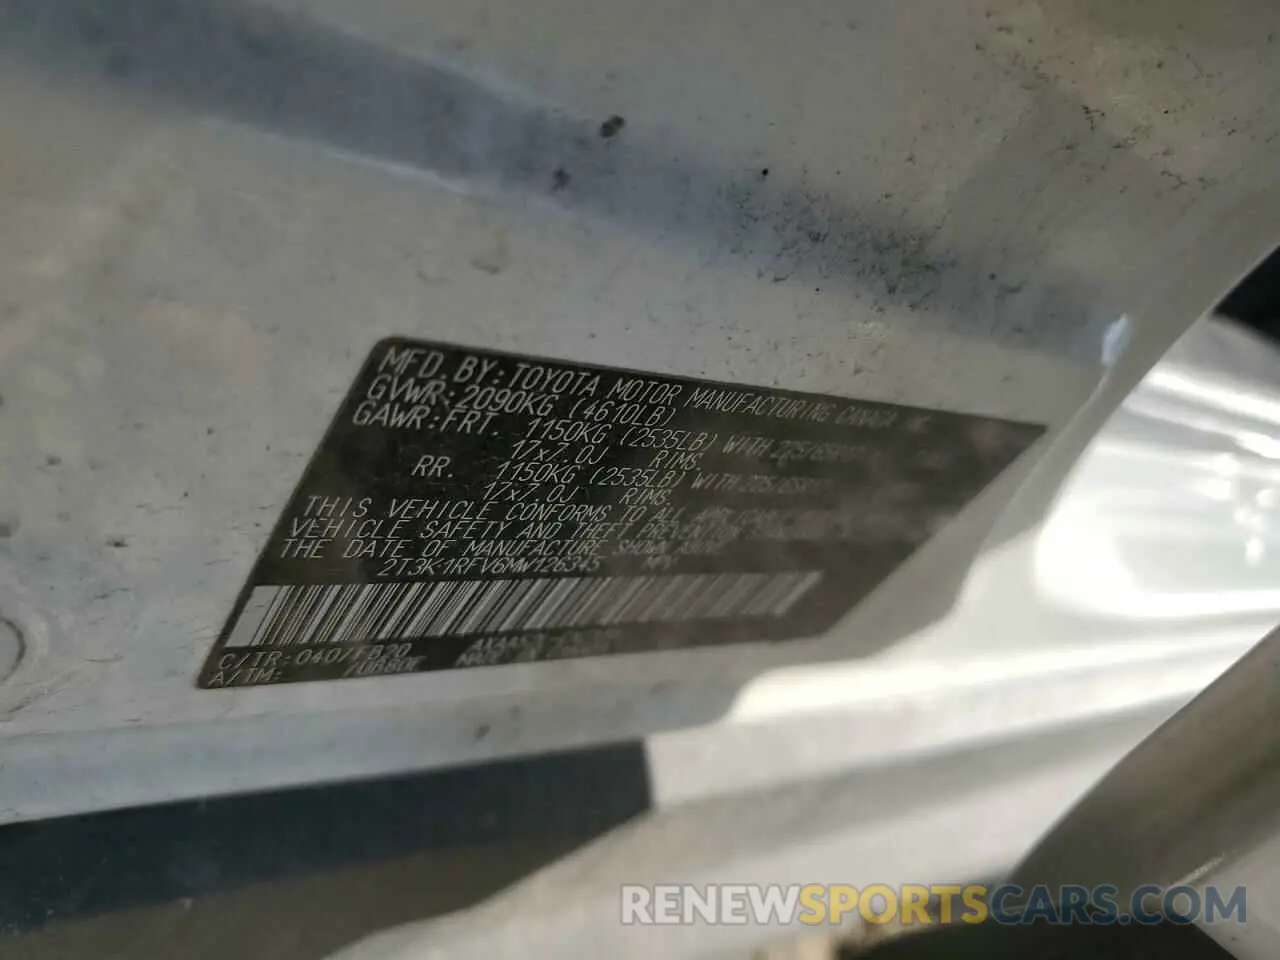 MFD. BY: TOYOTA MOTOR MANUFACTURING CANADA INC.
GVWR: 2090KG (4610LB)
GAWR: FRT. 1150KG (2535LB) WITH
17x7.0J RIMS.
RR. 1150KG (2535LB) WITH
17x7.0J RIMS.
THIS VEHICLE CONFORMS TO ALL
VEHICLE SAFETY AND THEFT PREVENTION
THE DATE OF MANUFACTURE SHOWN ABOVE.
2T3K1RFV6MW126345 MPV
C/TR: 040/FB20
A/TM:
RENEWSPORTSCARS.COM